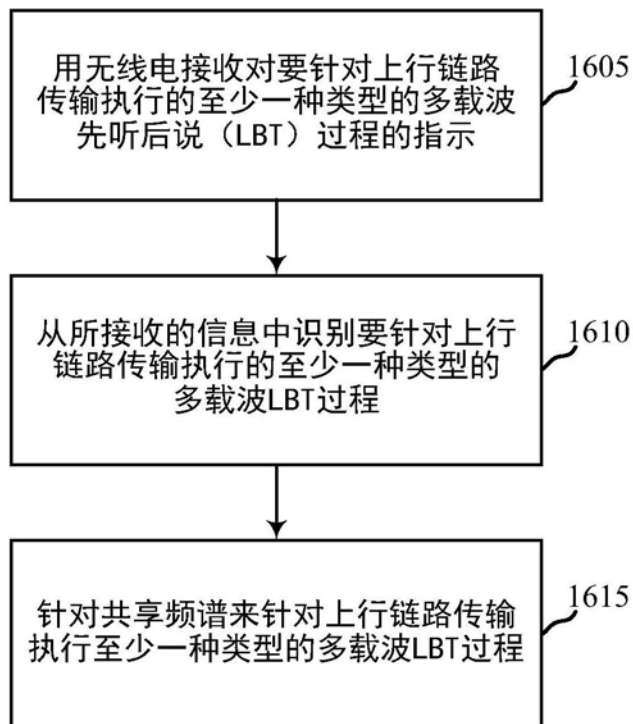 用无线电接收对要针对上行链路
传输执行的至少一种类型的多载波
先听后说（LBT）过程的指示
1605
从所接收的信息中识别要针对上行
链路传输执行的至少一种类型的
多载波LBT过程
1610
针对共享频谱来针对上行链路传输
执行至少一种类型的多载波LBT过程
1615